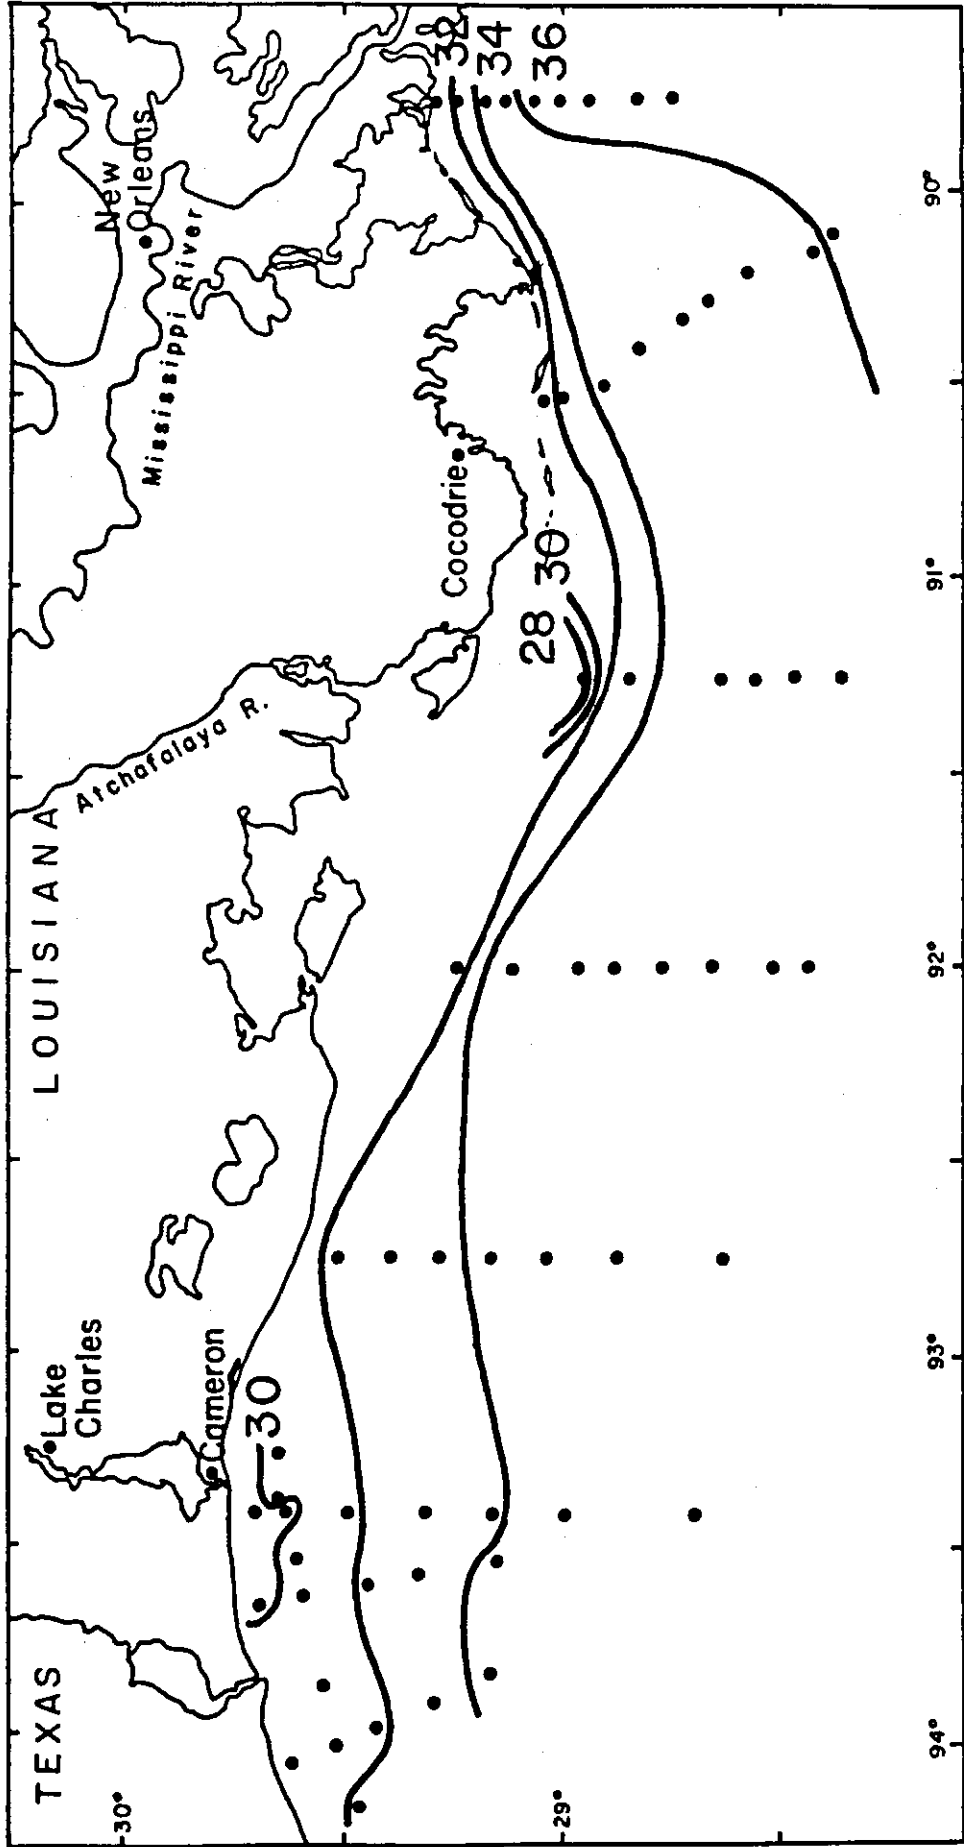 TEXAS
LOUISIANA
Lake
Charles
Cameron
Atchafalaya R.
Mississippi River
New
Orleans
Cocodrie
30
28
30
32
34
36
30°
29°
94°
93°
92°
91°
90°